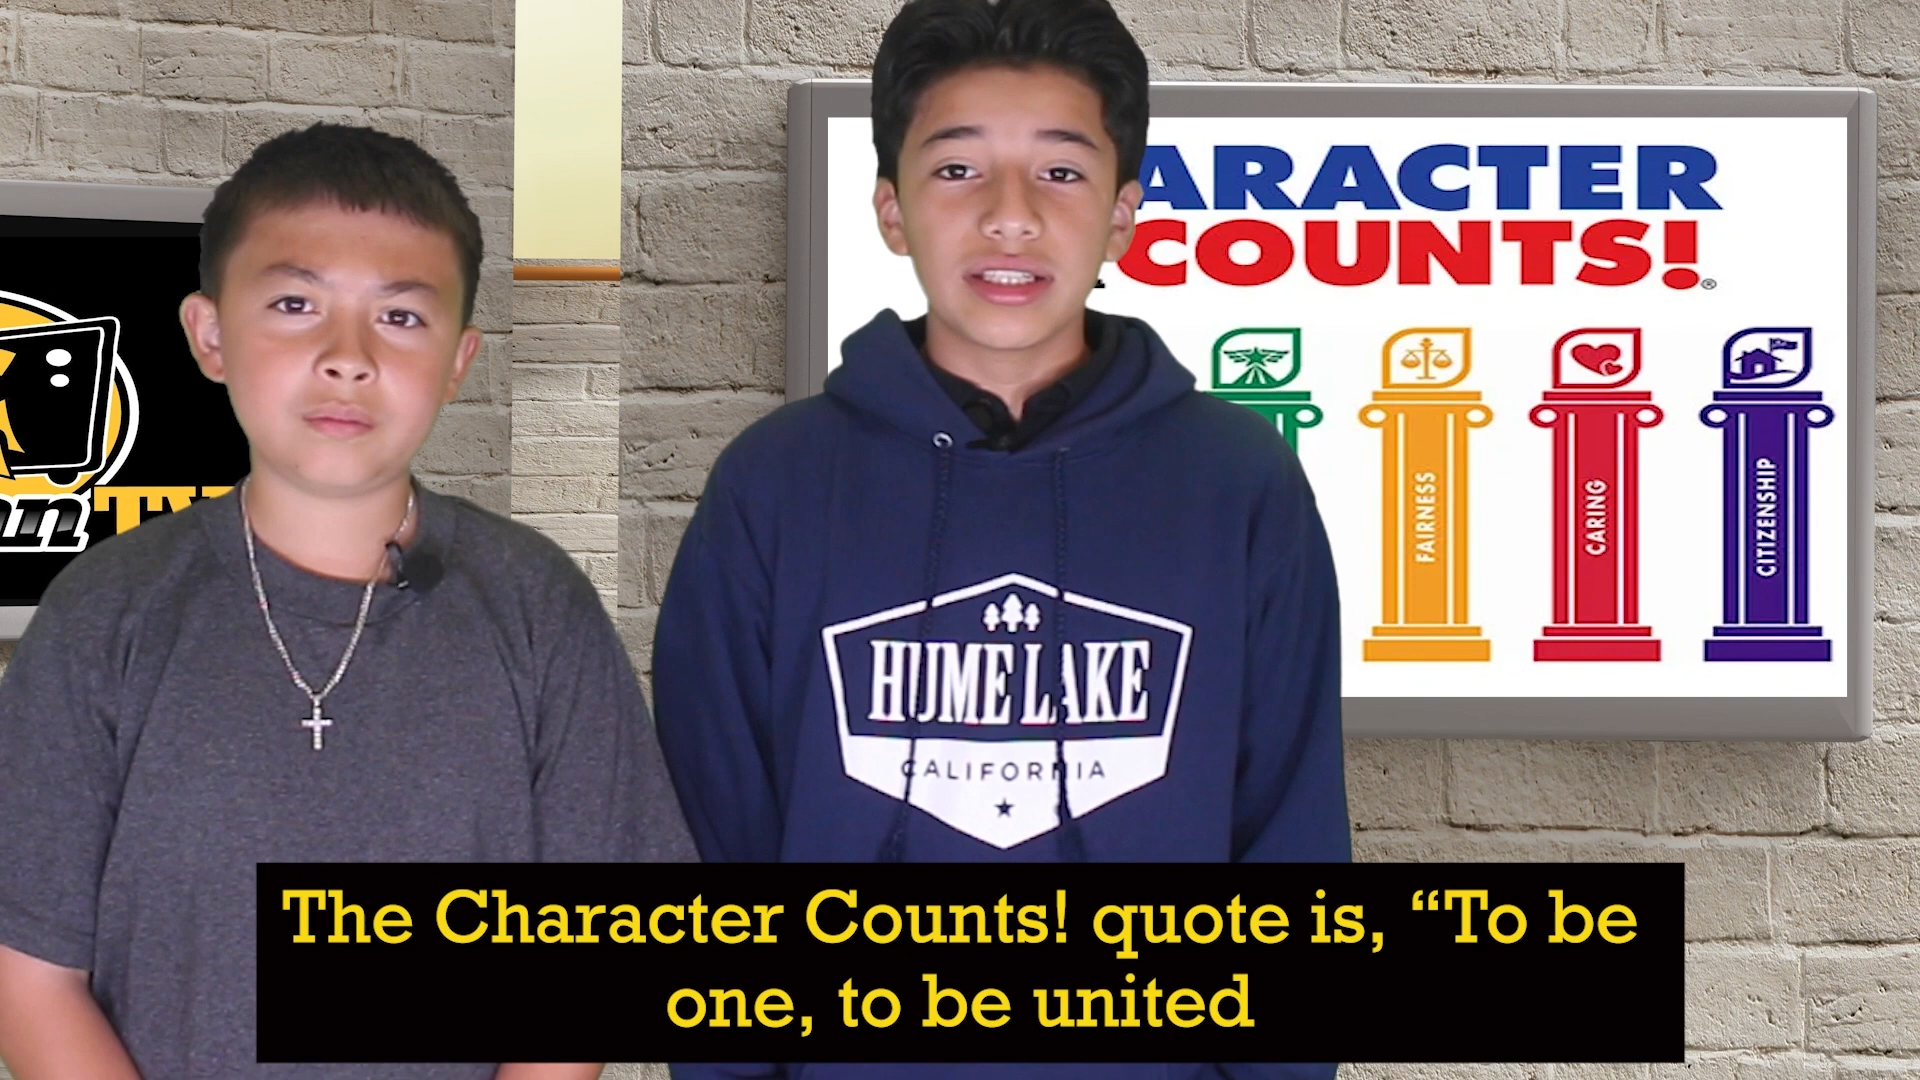 ARACTER
COUNTS!
®
FAIRNESS
CARING
CITIZENSHIP
HUME LAKE
CALIFORNIA
The Character Counts! quote is, “To be
one, to be united